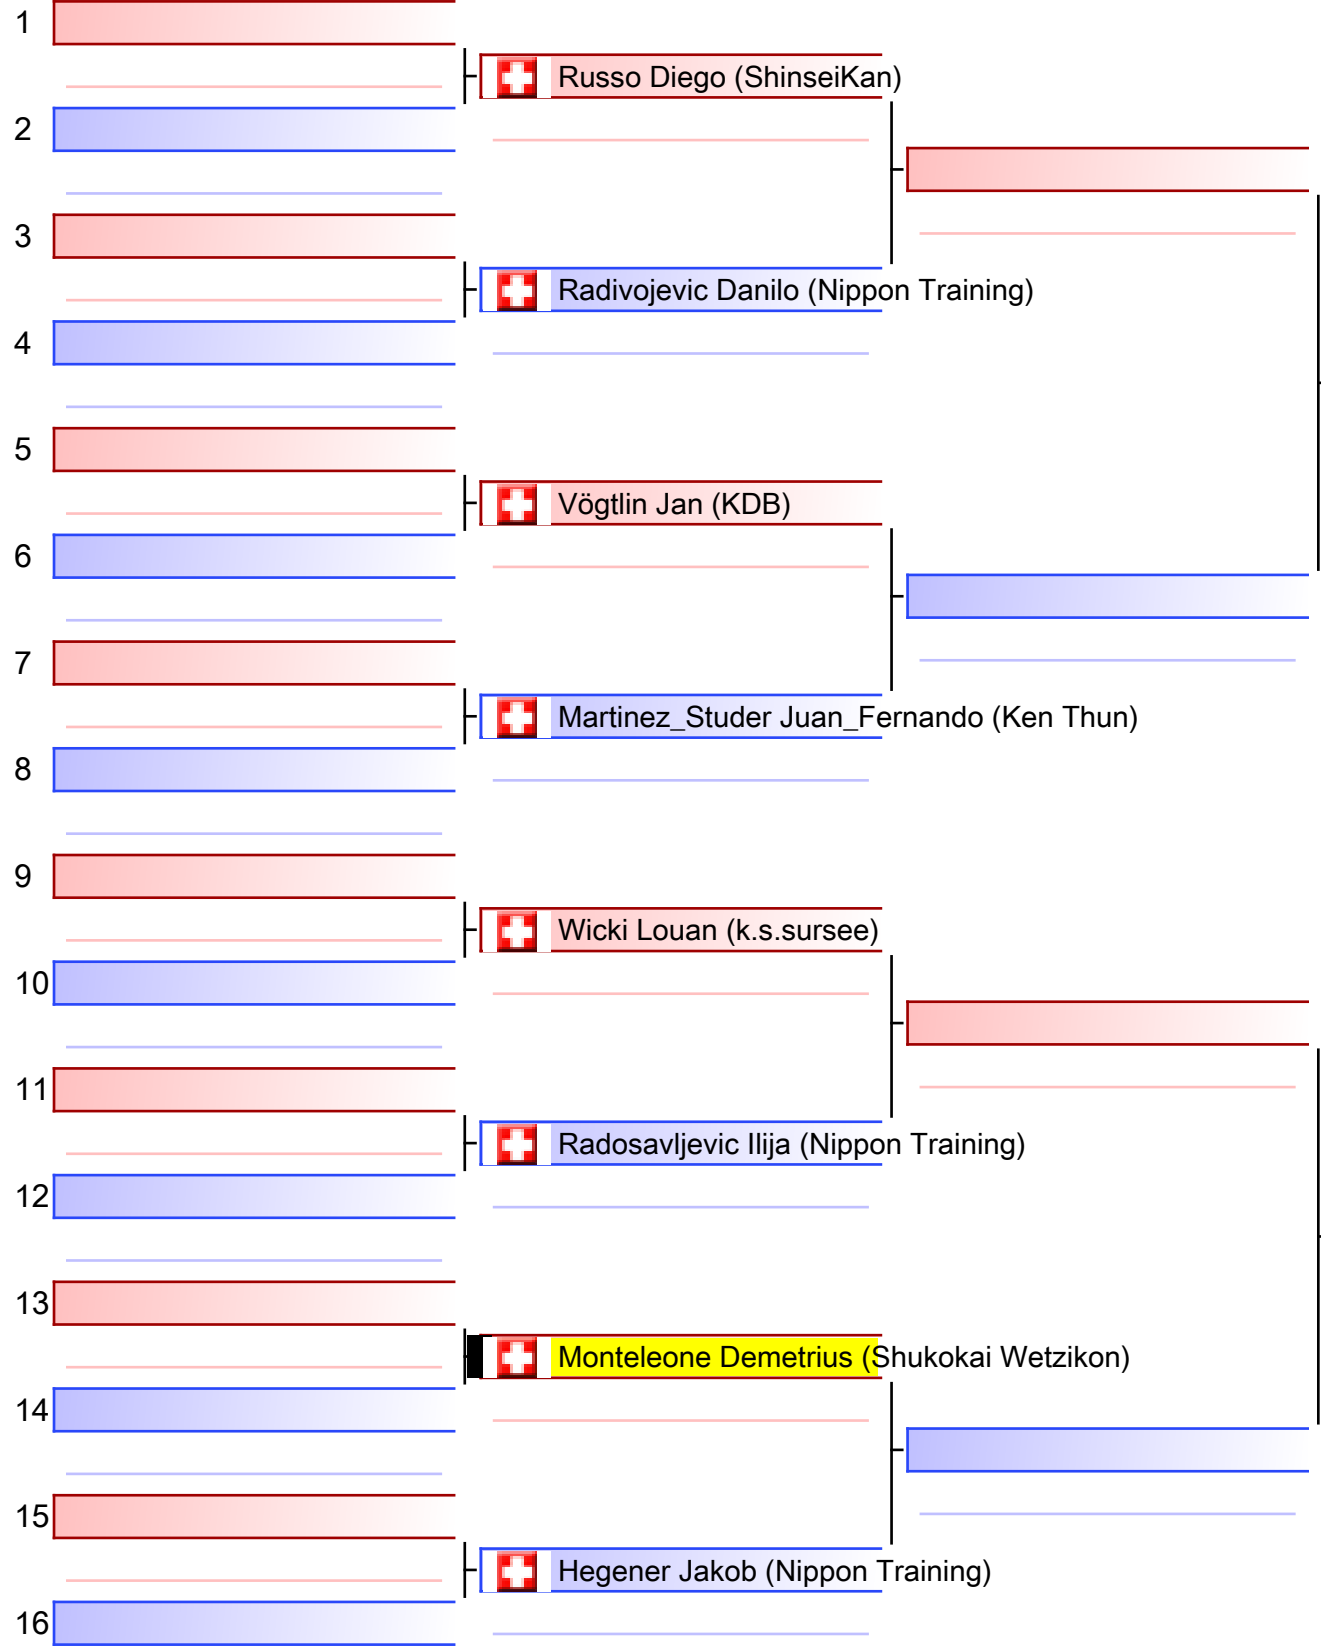 1
Russo Diego (ShinseiKan)
2
3
Radivojevic Danilo (Nippon Training)
4
5
Vögtlin Jan (KDB)
6
7
Martinez_Studer Juan_Fernando (Ken Thun)
8
9
Wicki Louan (k.s.sursee)
10
11
Radosavljevic Ilija (Nippon Training)
12
13
Monteleone Demetrius (Shukokai Wetzikon)
14
15
Hegener Jakob (Nippon Training)
16